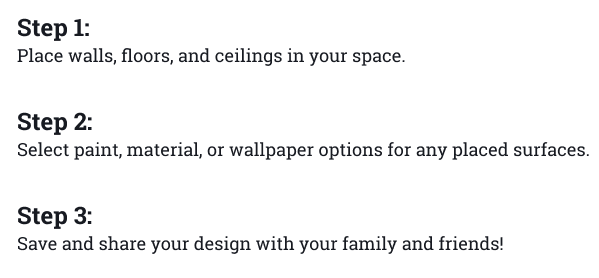 Step 1:
Place walls, floors, and ceilings in your space.
Step 2:
Select paint, material, or wallpaper options for any placed surfaces.
Step 3:
Save and share your design with your family and friends!